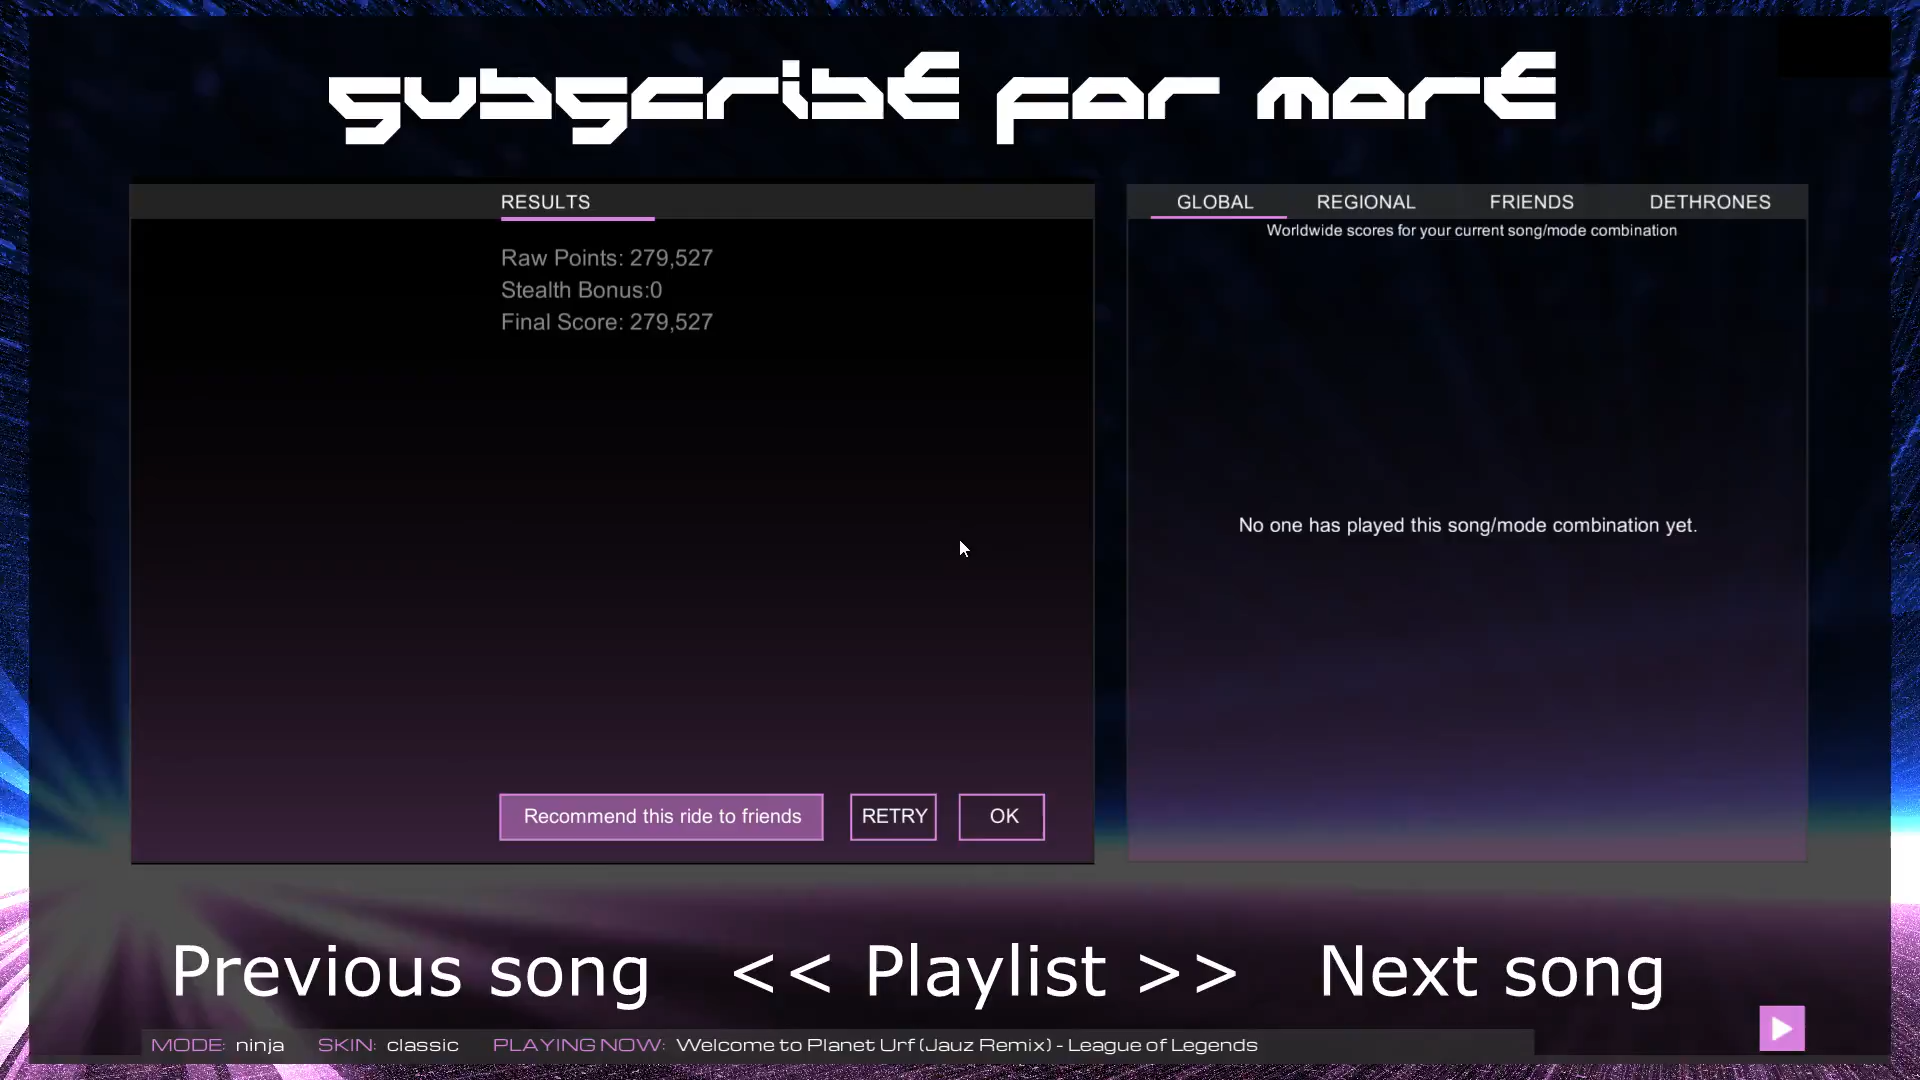 subscribE for morE
RESULTS
Raw Points: 279,527
Stealth Bonus:0
Final Score: 279,527
Recommend this ride to friends
RETRY
OK
GLOBAL REGIONAL FRIENDS DETHRONES
Worldwide scores for your current song/mode combination
No one has played this song/mode combination yet.
Previous song << Playlist >> Next song
MODE: ninja SKIN: classic PLAYING NOW: Welcome to Planet Urf (Jauz Remix) - League of Legends